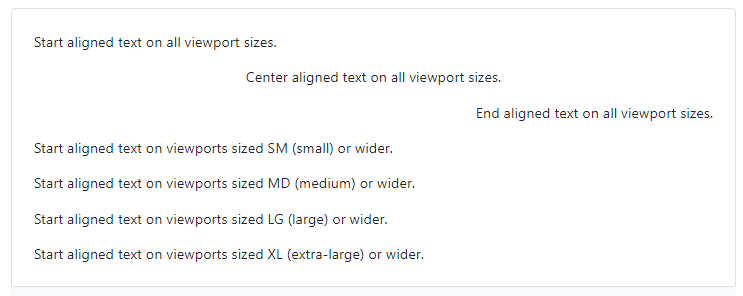 Start aligned text on all viewport sizes.
Center aligned text on all viewport sizes.
End aligned text on all viewport sizes.
Start aligned text on viewports sized SM (small) or wider.
Start aligned text on viewports sized MD (medium) or wider.
Start aligned text on viewports sized LG (large) or wider.
Start aligned text on viewports sized XL (extra-large) or wider.